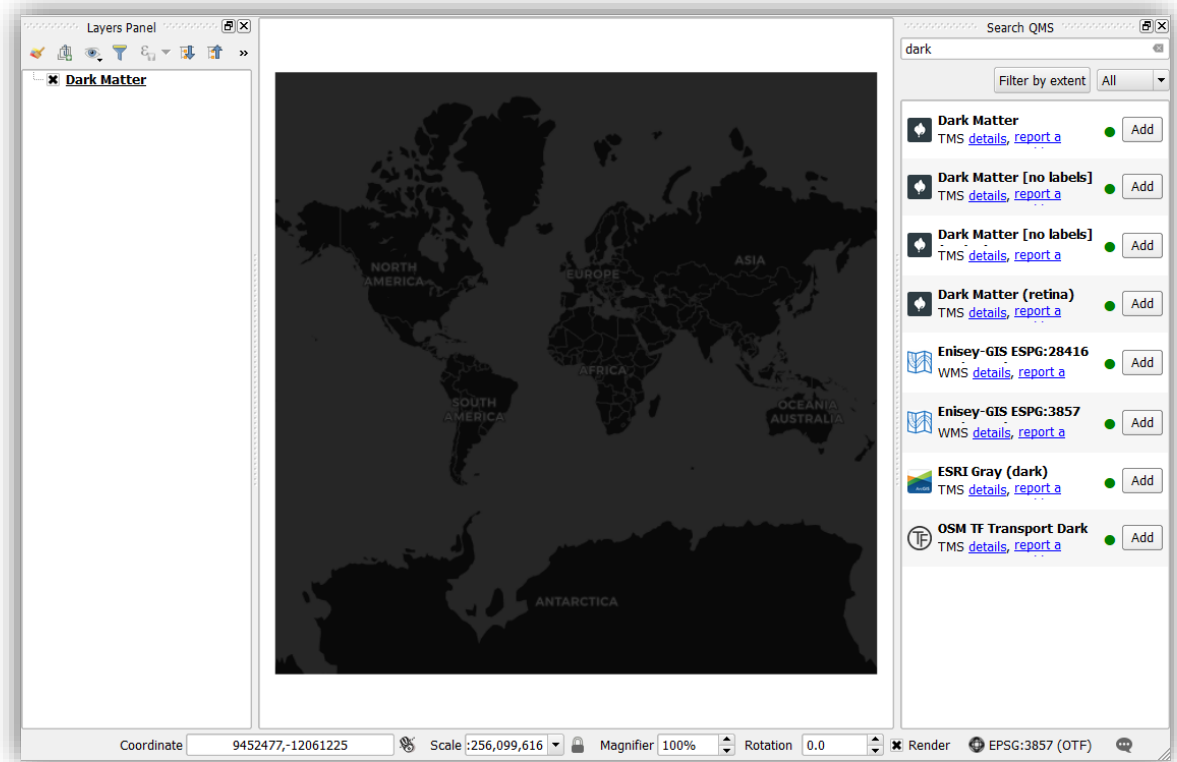 Layers Panel
»
Dark Matter
NORTH
AMERICA
EUROPE
ASIA
AFRICA
SOUTH
AMERICA
OCEANIA
AUSTRALIA
ANTARCTICA
Search QMS
dark
Filter by extent All
Dark Matter
TMS details, report a
Add
Dark Matter [no labels]
TMS details, report a
Add
Dark Matter [no labels]
TMS details, report a
Add
Dark Matter (retina)
TMS details, report a
Add
Enisey-GIS ESPG:28416
WMS details, report a
Add
Enisey-GIS ESPG:3857
WMS details, report a
Add
ESRI Gray (dark)
TMS details, report a
Add
TF
OSM TF Transport Dark
TMS details, report a
Add
Coordinate 9452477,-12061225 Scale :256,099,616 Magnifier 100% Rotation 0.0 Render EPSG:3857 (OTF)